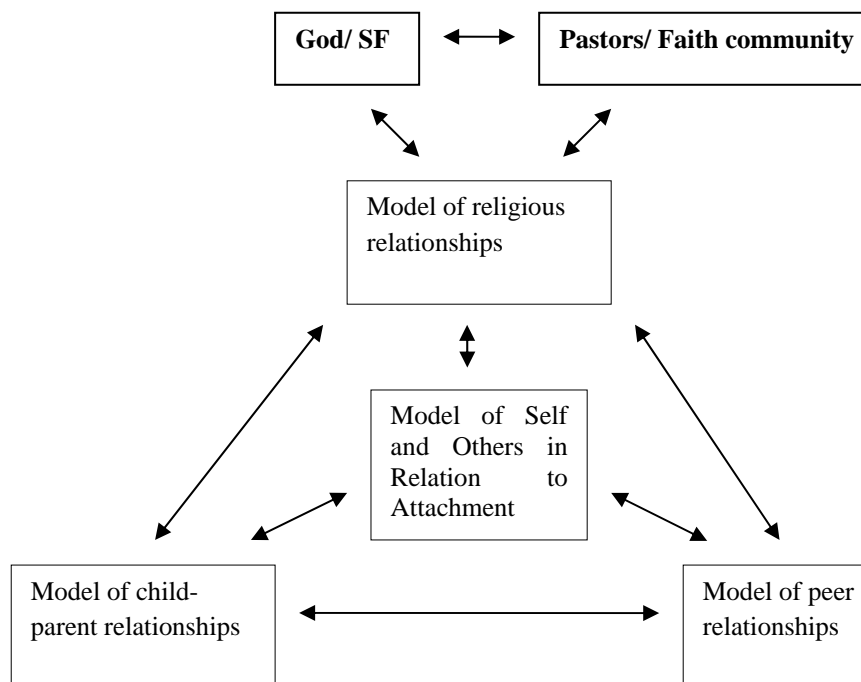 God/ SF
Pastors/ Faith community
Model of religious
relationships
Model of Self
and Others in
Relation to
Attachment
Model of child-
parent relationships
Model of peer
relationships